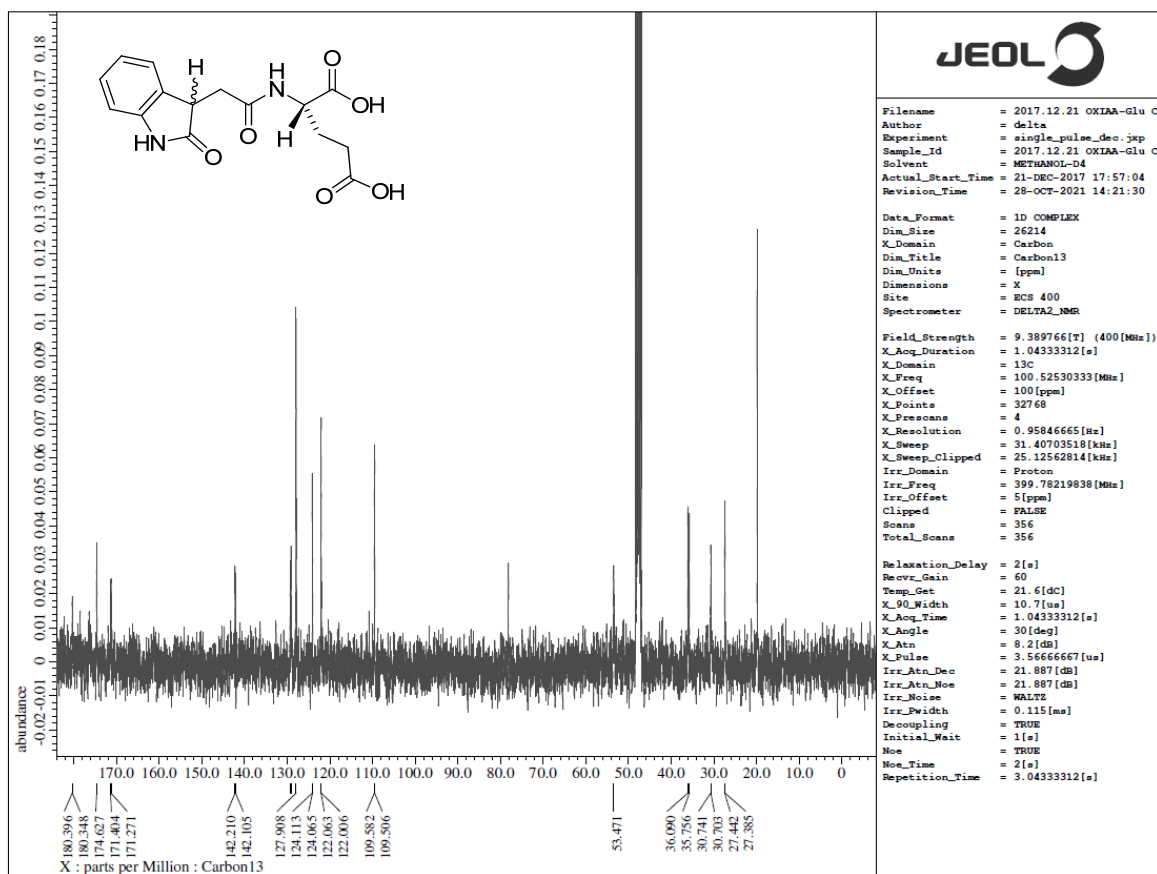 JEOL
Filename = 2017.12.21 OXIAA-Glu C
Author = delta
Experiment = single_pulse_dec.jxp
Sample_Id = 2017.12.21 OXIAA-Glu C
Solvent = METHANOL-D4
Actual_Start_Time = 21-DEC-2017 17:57:04
Revision_Time = 28-OCT-2021 14:21:30
Data_Format = 1D COMPLEX
Dim_Size = 26214
X_Domain = Carbon
Dim_Title = Carbon13
Dim_Units = [ppm]
Dimensions = X
Site = ECS 400
Spectrometer = DELTA2_NMR
Field_Strength = 9.389766[T] (400[MHz])
X_Acq_Duration = 1.04333312[s]
X_Domain = 13C
X_Freq = 100.52530333[MHz]
X_Offset = 100[ppm]
X_Points = 32768
X_Prescans = 4
X_Resolution = 0.95846665[Hz]
X_Sweep = 31.40703518[kHz]
X_Sweep_Clipped = 25.12562814[kHz]
Irr_Domain = Proton
Irr_Freq = 399.78219838[MHz]
Irr_Offset = 5[ppm]
Clipped = FALSE
Scans = 356
Total_Scans = 356
Relaxation_Delay = 2[s]
Recvr_Gain = 60
Temp_Get = 21.6[dC]
X_90_Width = 10.7[us]
X_Acq_Time = 1.04333312[s]
X_Angle = 30[deg]
X_Atn = 8.2[dB]
X_Pulse = 3.56666667[us]
Irr_Atn_Dec = 21.887[dB]
Irr_Atn_Noe = 21.887[dB]
Irr_Noise = WALTZ
Irr_Pwidth = 0.115[ms]
Decoupling = TRUE
Initial_Wait = 1[s]
Noe = TRUE
Noe_Time = 2[s]
Repetition_Time = 3.04333312[s]
H
H
N
O
OH
O
H
HN
O
O
OH
0.18
0.17
0.16
0.15
0.14
0.13
0.12
0.11
0.1
0.09
0.08
0.07
0.06
0.05
0.04
0.03
0.02
0.01
0
-0.01
-0.02
abundance
170.0 160.0 150.0 140.0 130.0 120.0 110.0 100.0 90.0 80.0 70.0 60.0 50.0 40.0 30.0 20.0 10.0 0
180.396
180.348
174.627
171.404
171.271
142.210
142.105
127.908
124.113
124.065
122.063
122.006
109.582
109.506
53.471
36.090
35.756
30.741
30.703
27.442
27.385
X : parts per Million : Carbon13